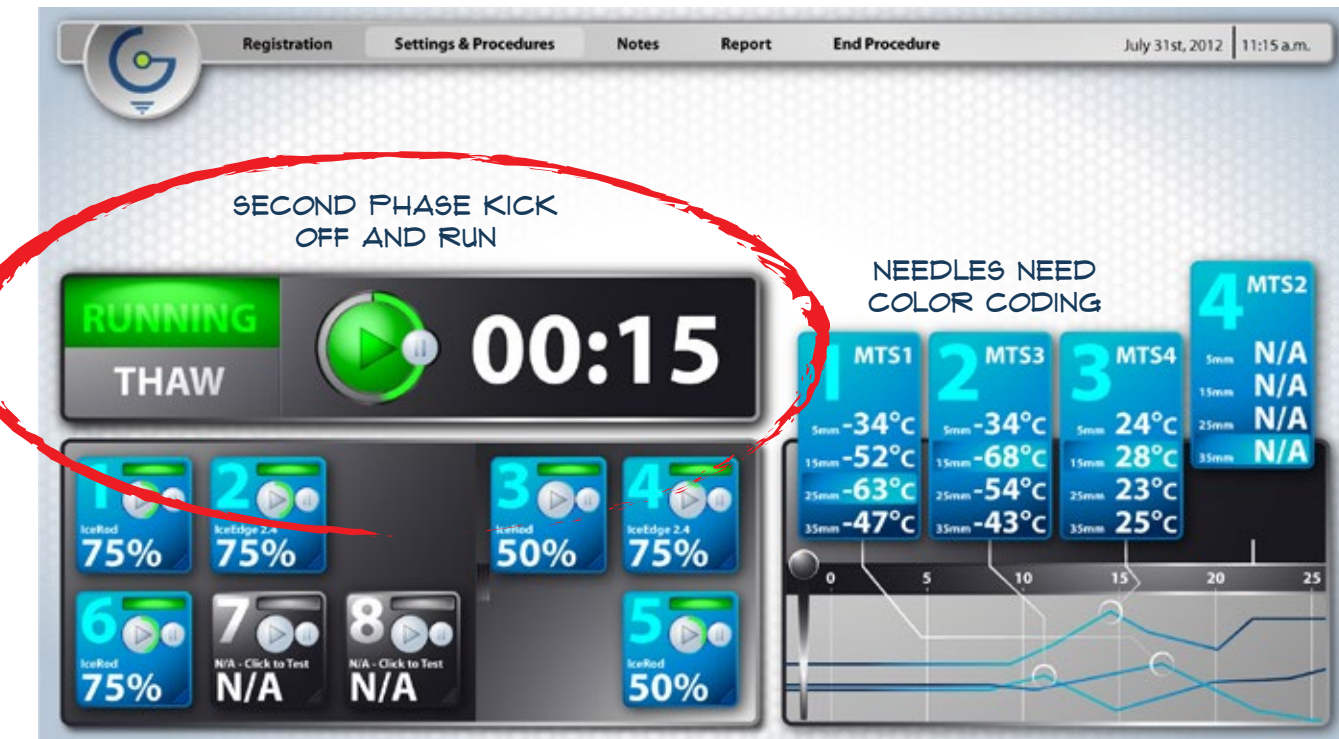 Registration
Settings & Procedures
Notes
Report
End Procedure
July 31st, 2012
11:15 a.m.
SECOND PHASE KICK
OFF AND RUN
RUNNING
THAW
00:15
NEEDLES NEED
COLOR CODING
1 MTS1
5mm -34°C
15mm -52°C
25mm -63°C
35mm -47°C
2 MTS3
5mm -34°C
15mm -68°C
25mm -54°C
35mm -43°C
3 MTS4
5mm 24°C
15mm 28°C
25mm 23°C
35mm 25°C
4 MTS2
5mm N/A
15mm N/A
25mm N/A
35mm N/A
1
IceRod
75%
2
IceEdge 2.4
75%
3
IceRod
50%
4
IceEdge 2.4
75%
6
IceRod
75%
7
N/A - Click to Test
N/A
8
N/A - Click to Test
N/A
5
IceRod
50%
0 5 10 15 20 25